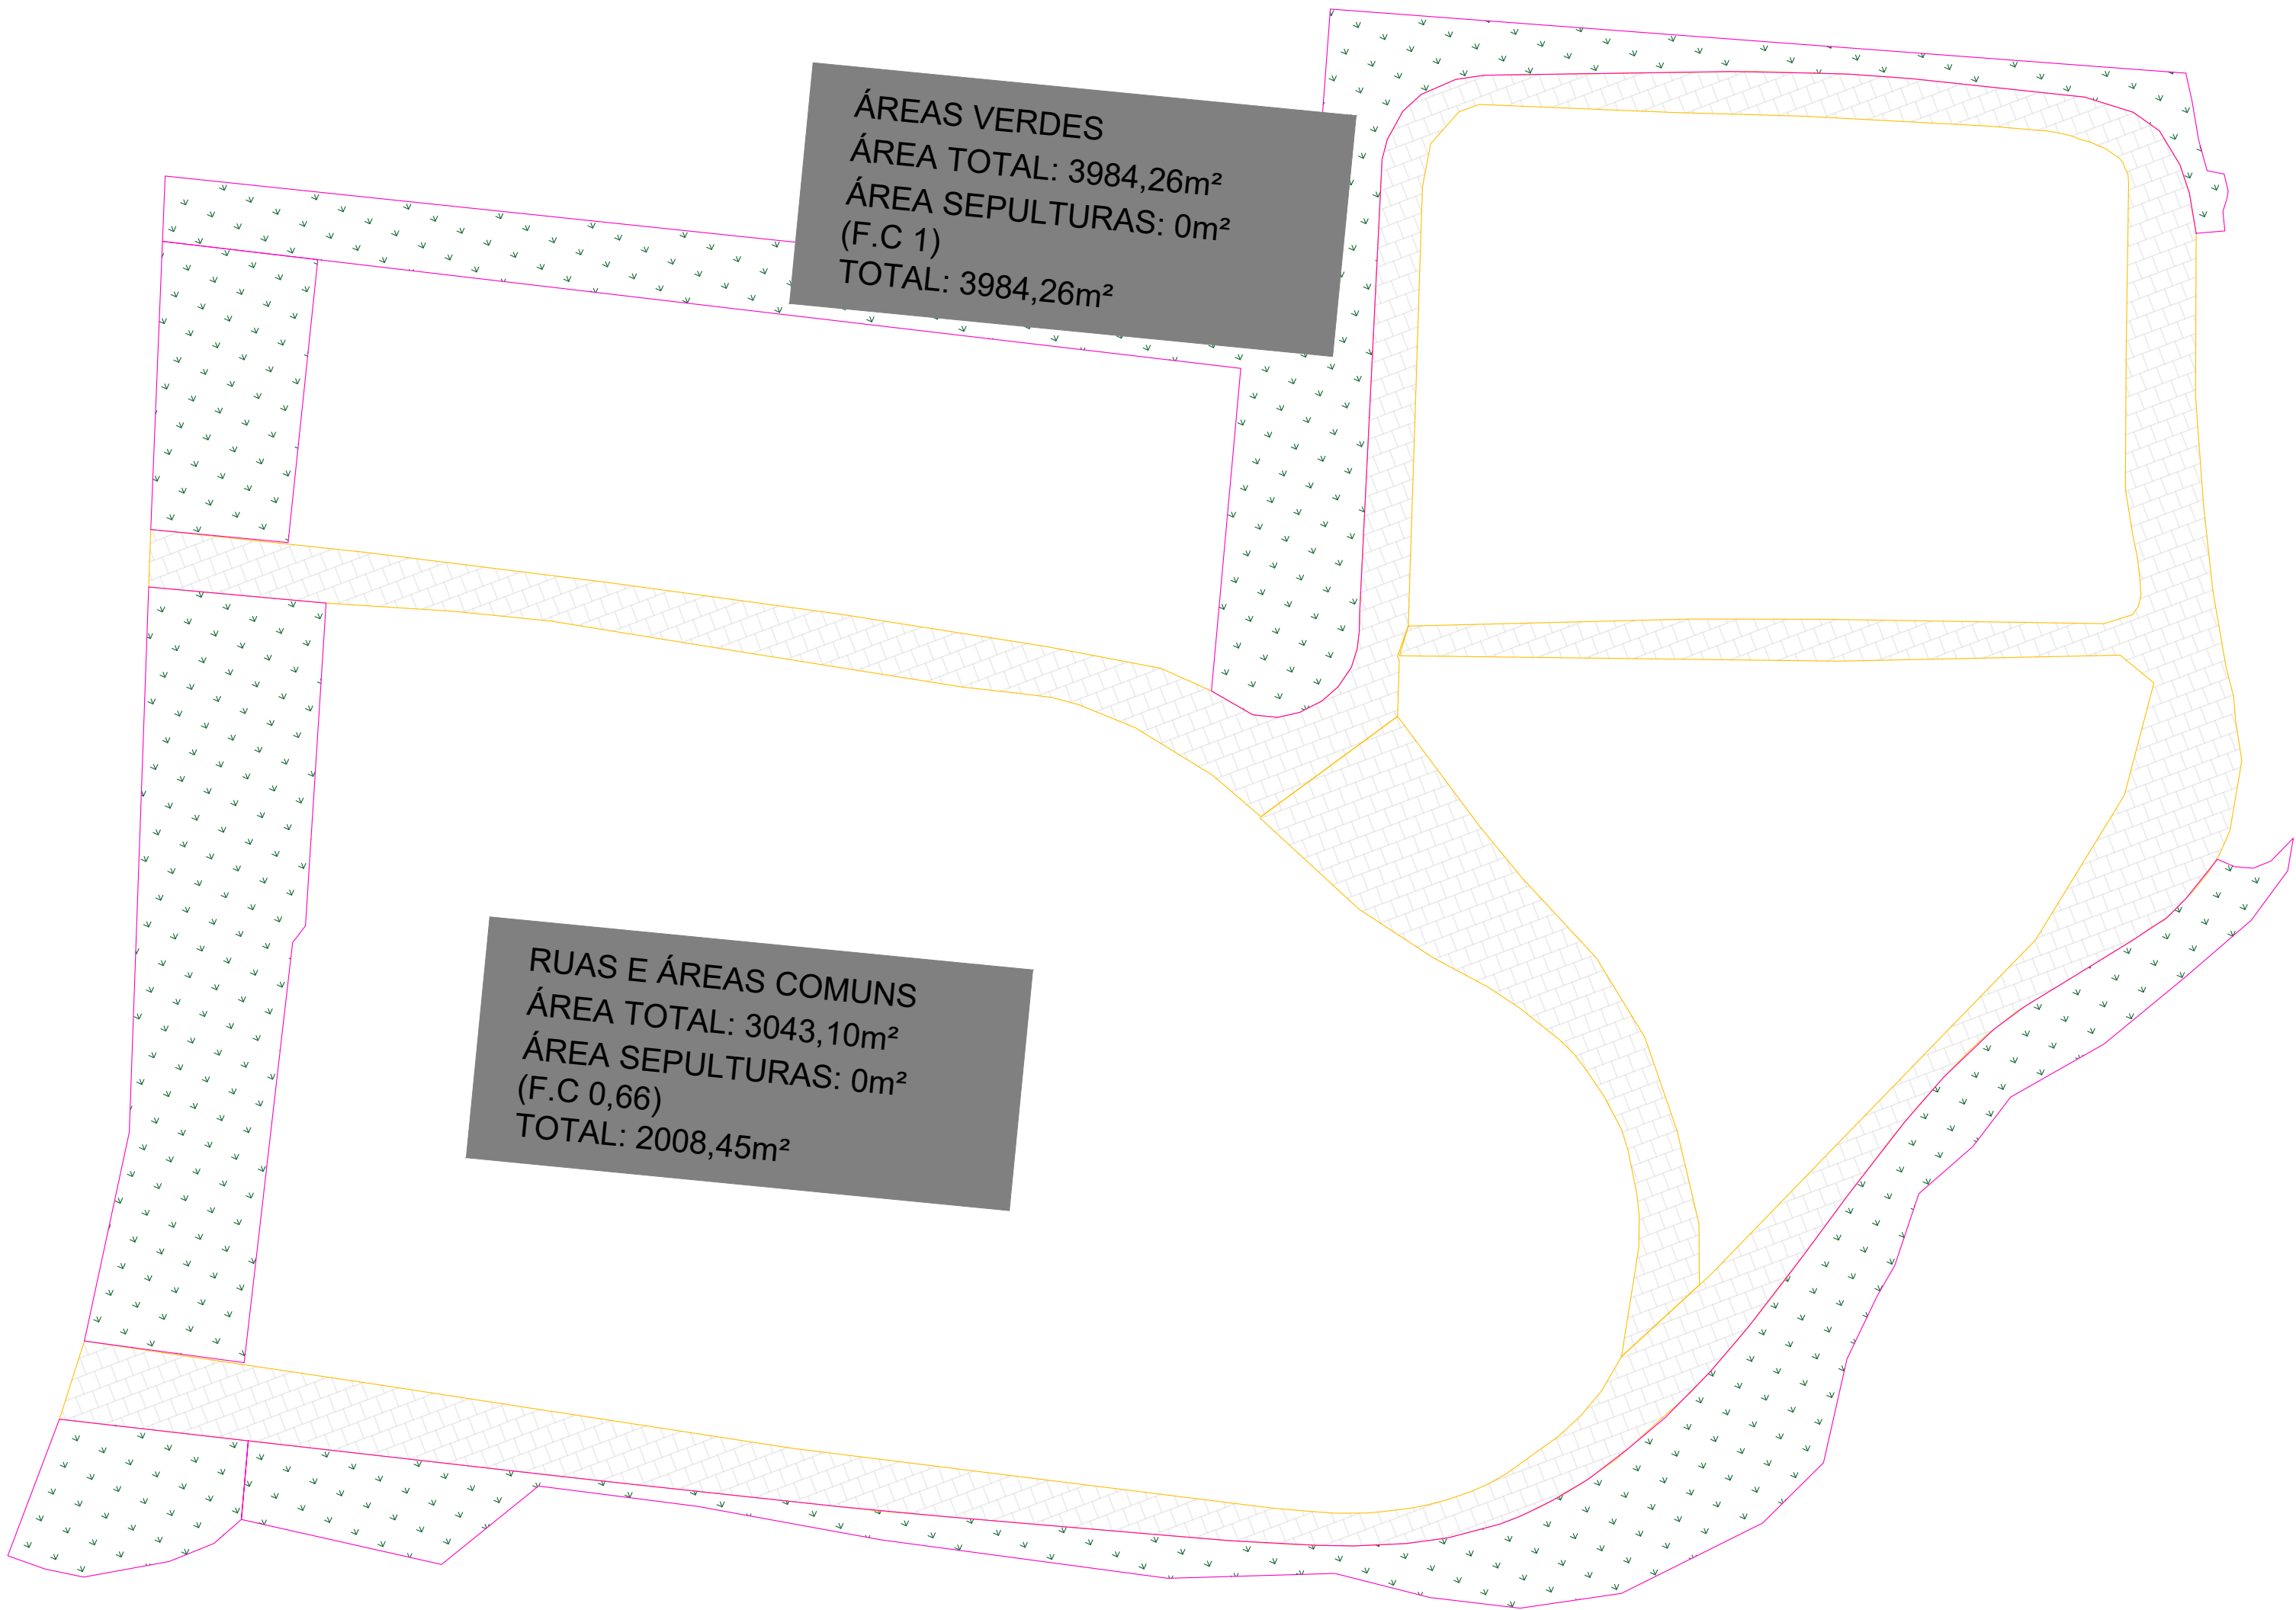 ÁREAS VERDES
ÁREA TOTAL: 3984,26m²
ÁREA SEPULTURAS: 0m²
(F.C 1)
TOTAL: 3984,26m²
RUAS E ÁREAS COMUNS
ÁREA TOTAL: 3043,10m²
ÁREA SEPULTURAS: 0m²
(F.C 0,66)
TOTAL: 2008,45m²